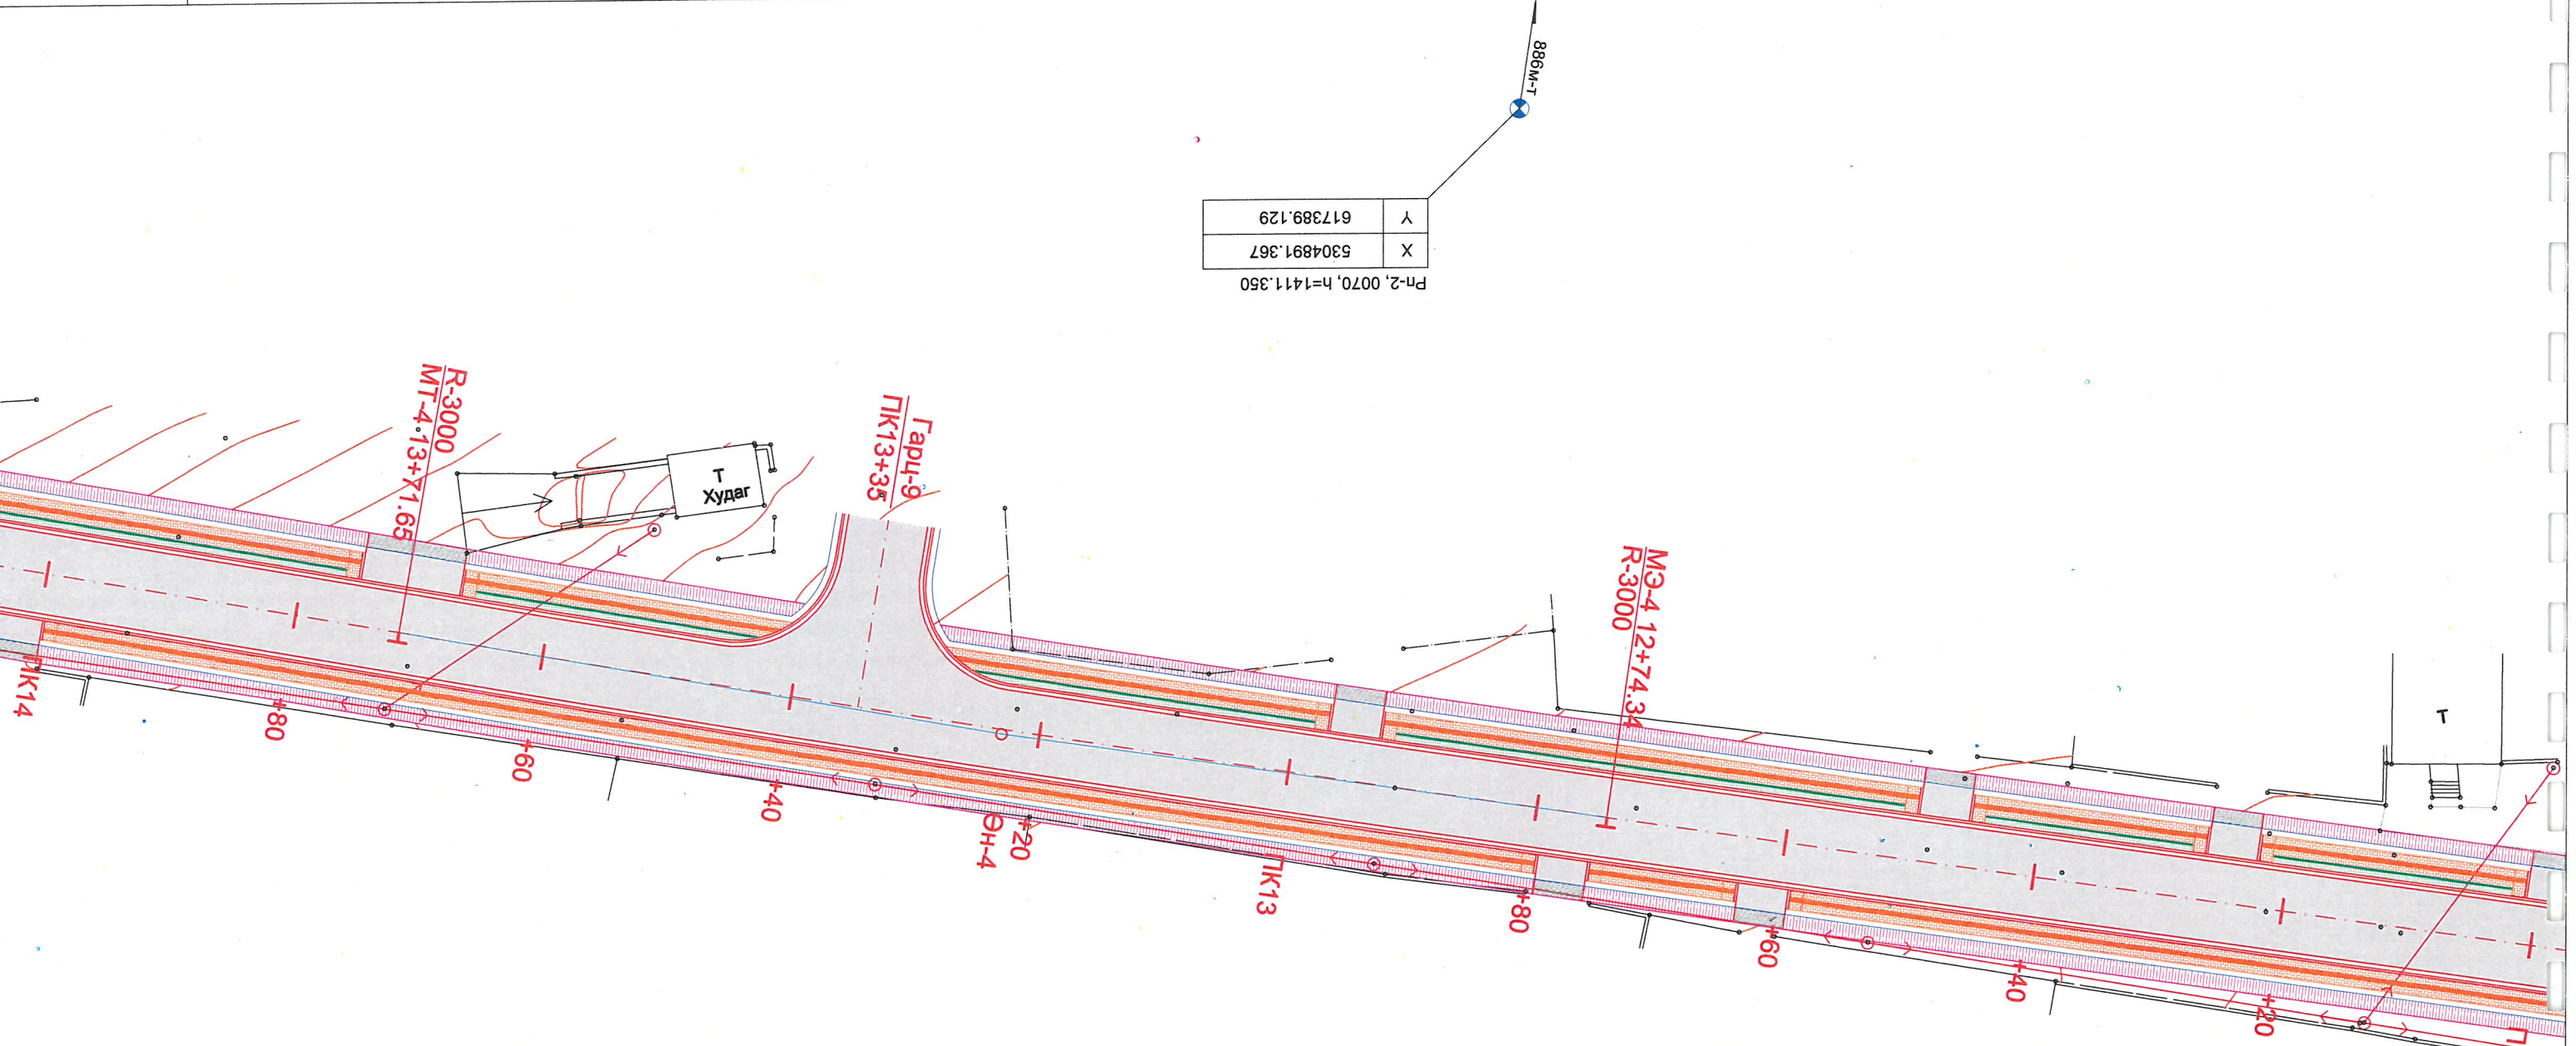 886м-т
Рп-2, 0070, h=1411.350
X 5304891.367
Y 617389.129
R-3000
МТ-4 13+71.65
Т
Худаг
Гарц-9
ПК13+35
МЭ-4 12+74.34
R-3000
Т
ПК14
+80
+60
+40
+20
Өн-4
ПК13
+80
+60
+40
+20